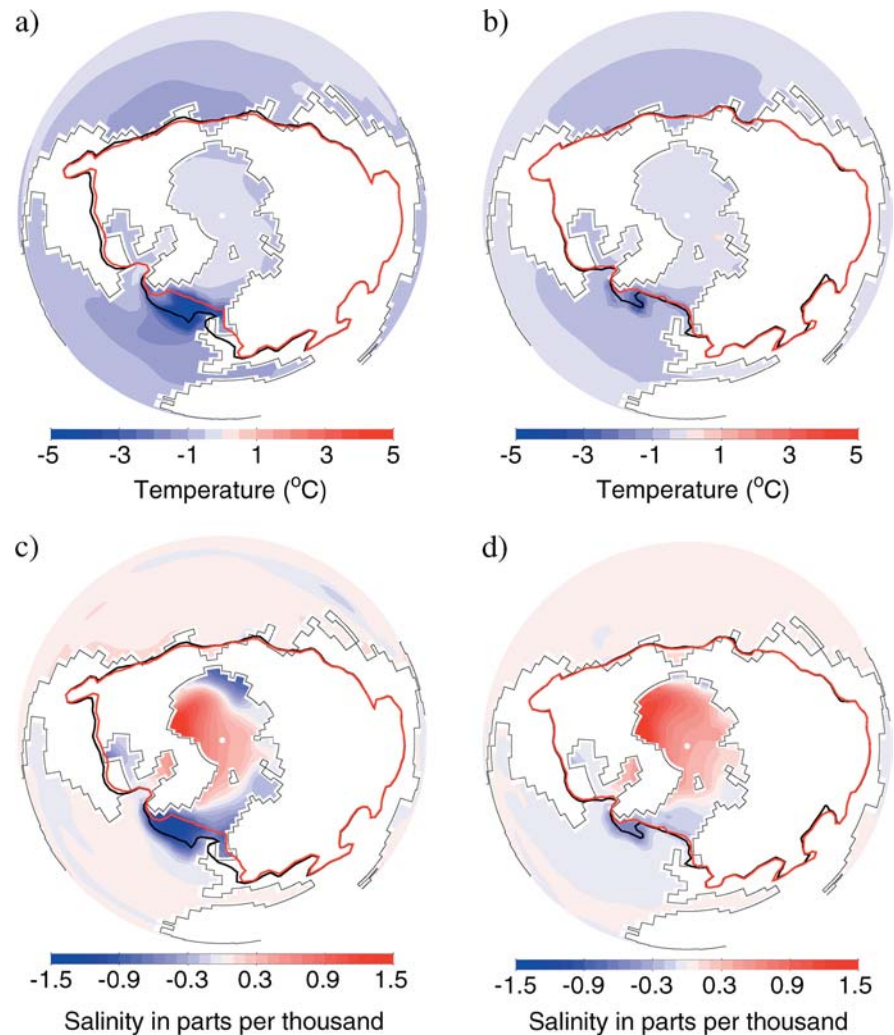 a)
b)
-5 -3 -1 1 3 5
Temperature (°C)
-5 -3 -1 1 3 5
Temperature (°C)
c)
d)
-1.5 -0.9 -0.3 0.3 0.9 1.5
Salinity in parts per thousand
-1.5 -0.9 -0.3 0.3 0.9 1.5
Salinity in parts per thousand